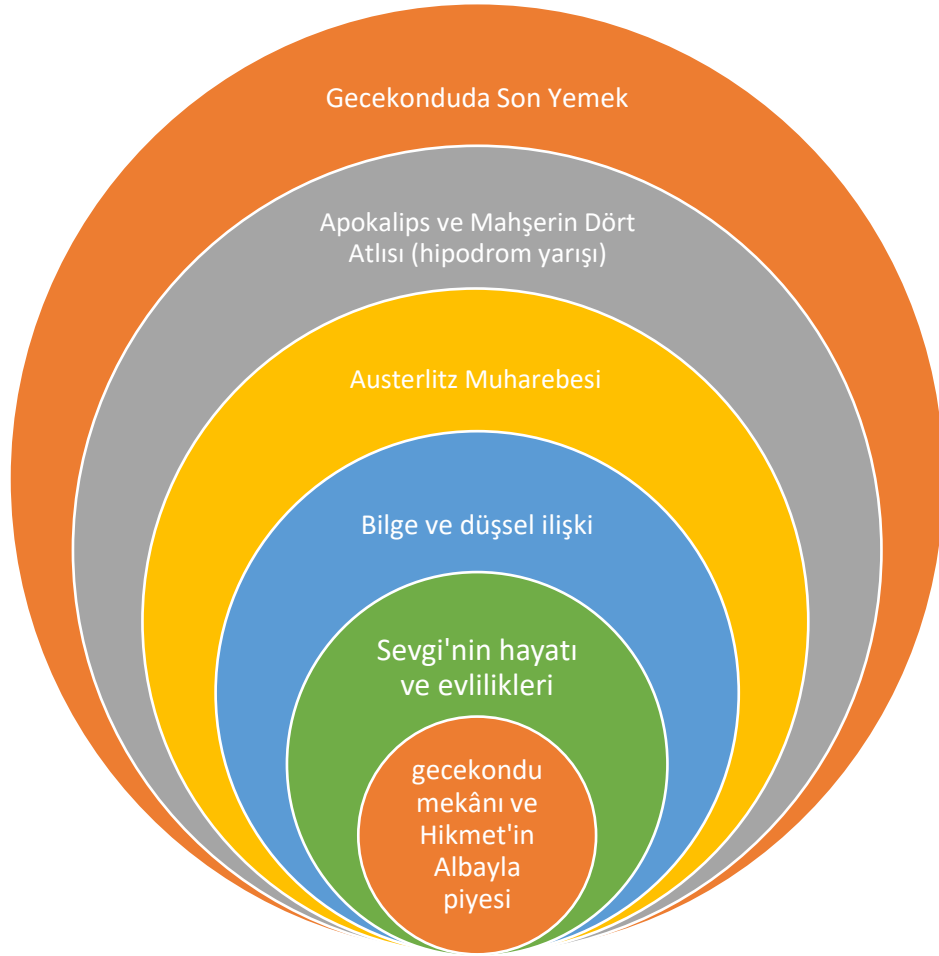 Gecekonduda Son Yemek
Apokalips ve Mahşerin Dört
Atlısı (hipodrom yarışı)
Austerlitz Muharebesi
Bilge ve düşsel ilişki
Sevgi'nin hayatı
ve evlilikleri
gecekondu
mekânı ve
Hikmet'in
Albayla
piyesi